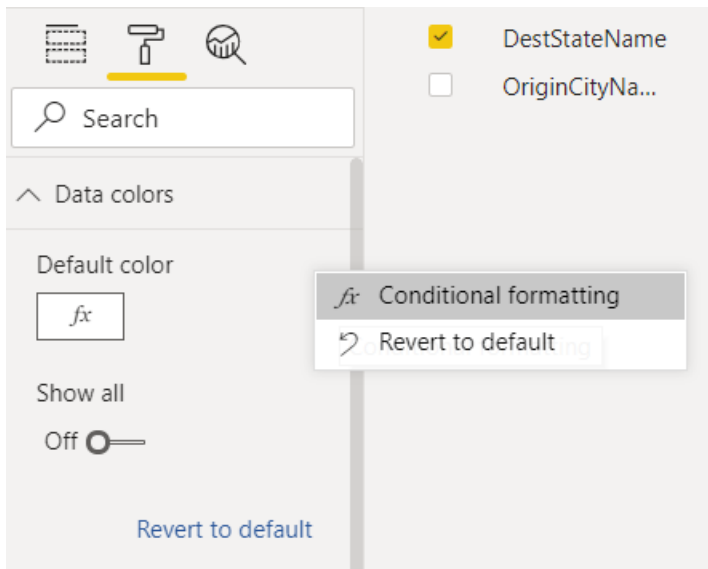 DestStateName
OriginCityNa...
Search
Data colors
Default color
fx
fx Conditional formatting
Revert to default
Show all
Off
Revert to default